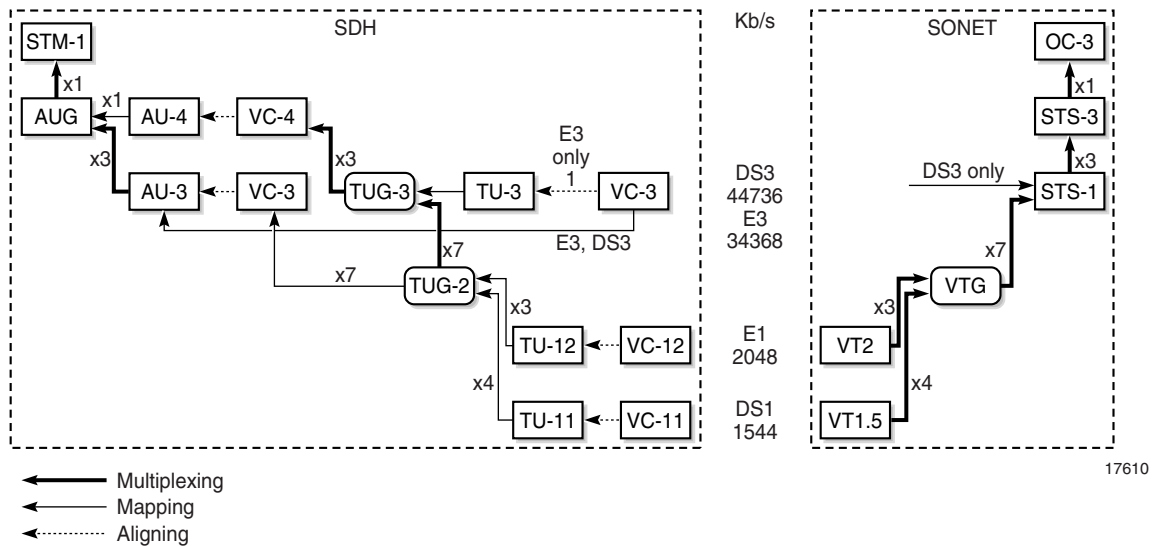 SDH
Kb/s
SONET
STM-1
OC-3
x1
x1
AUG
x1
AU-4
VC-4
STS-3
x3
x3
E3
only
1
x3
AU-3
VC-3
TUG-3
TU-3
VC-3
DS3
44736
E3
34368
DS3 only
STS-1
E3, DS3
x7
x7
x7
TUG-2
VTG
x3
x3
TU-12
VC-12
E1
2048
VT2
x4
x4
TU-11
VC-11
DS1
1544
VT1.5
17610
Multiplexing
Mapping
Aligning